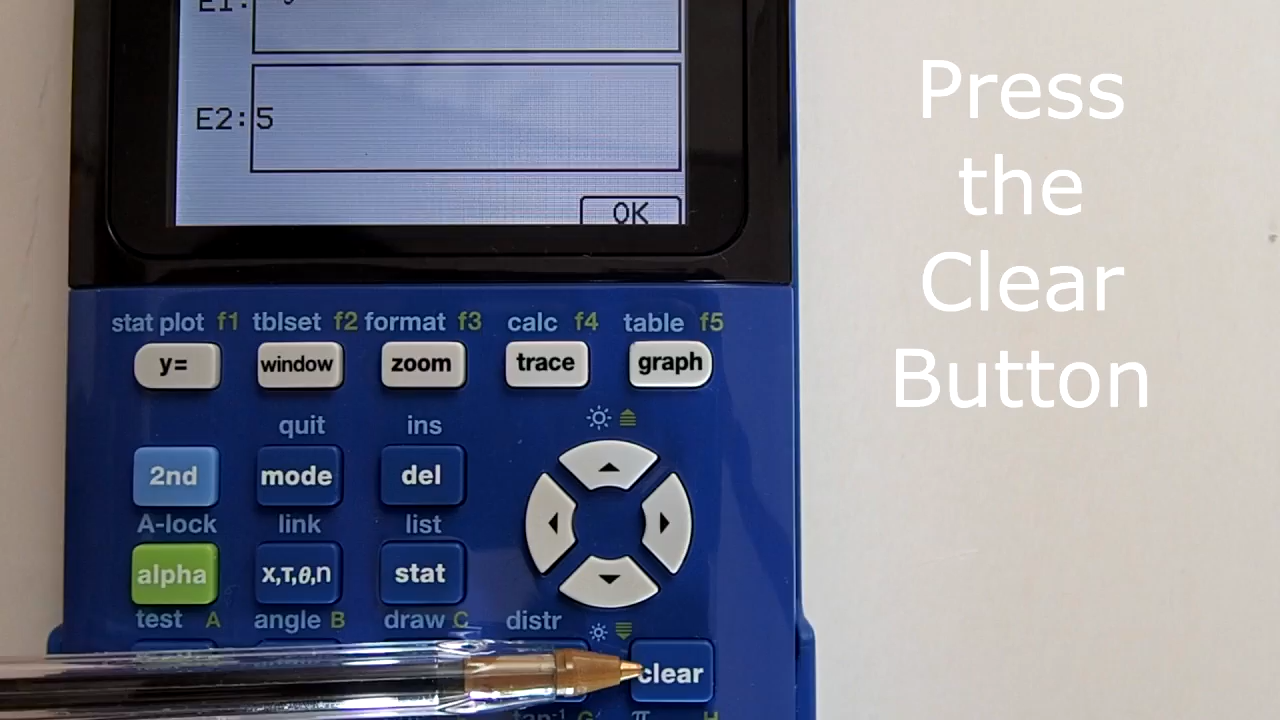 E1:
E2:5
OK
Press
the
Clear
Button
stat plot f1 tblset f2 format f3 calc f4 table f5
y= window zoom trace graph
quit ins
2nd mode del
A-lock link list
alpha x,T,θ,n stat
test A angle B draw C distr
clear
tan-1 G π H